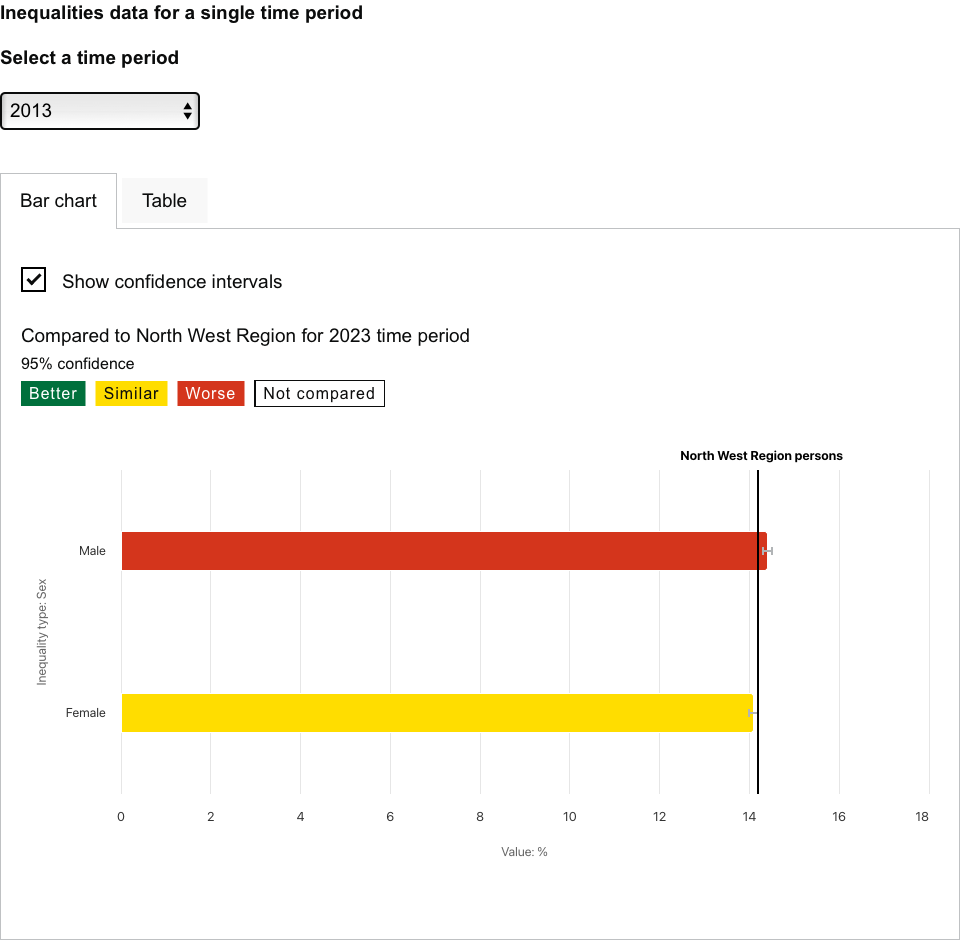 Inequalities data for a single time period
Select a time period
2013
Bar chart
Table
Show confidence intervals
Compared to North West Region for 2023 time period
95% confidence
Better Similar Worse Not compared
North West Region persons
Male
Inequality type: Sex
Female
0 2 4 6 8 10 12 14 16 18
Value: %